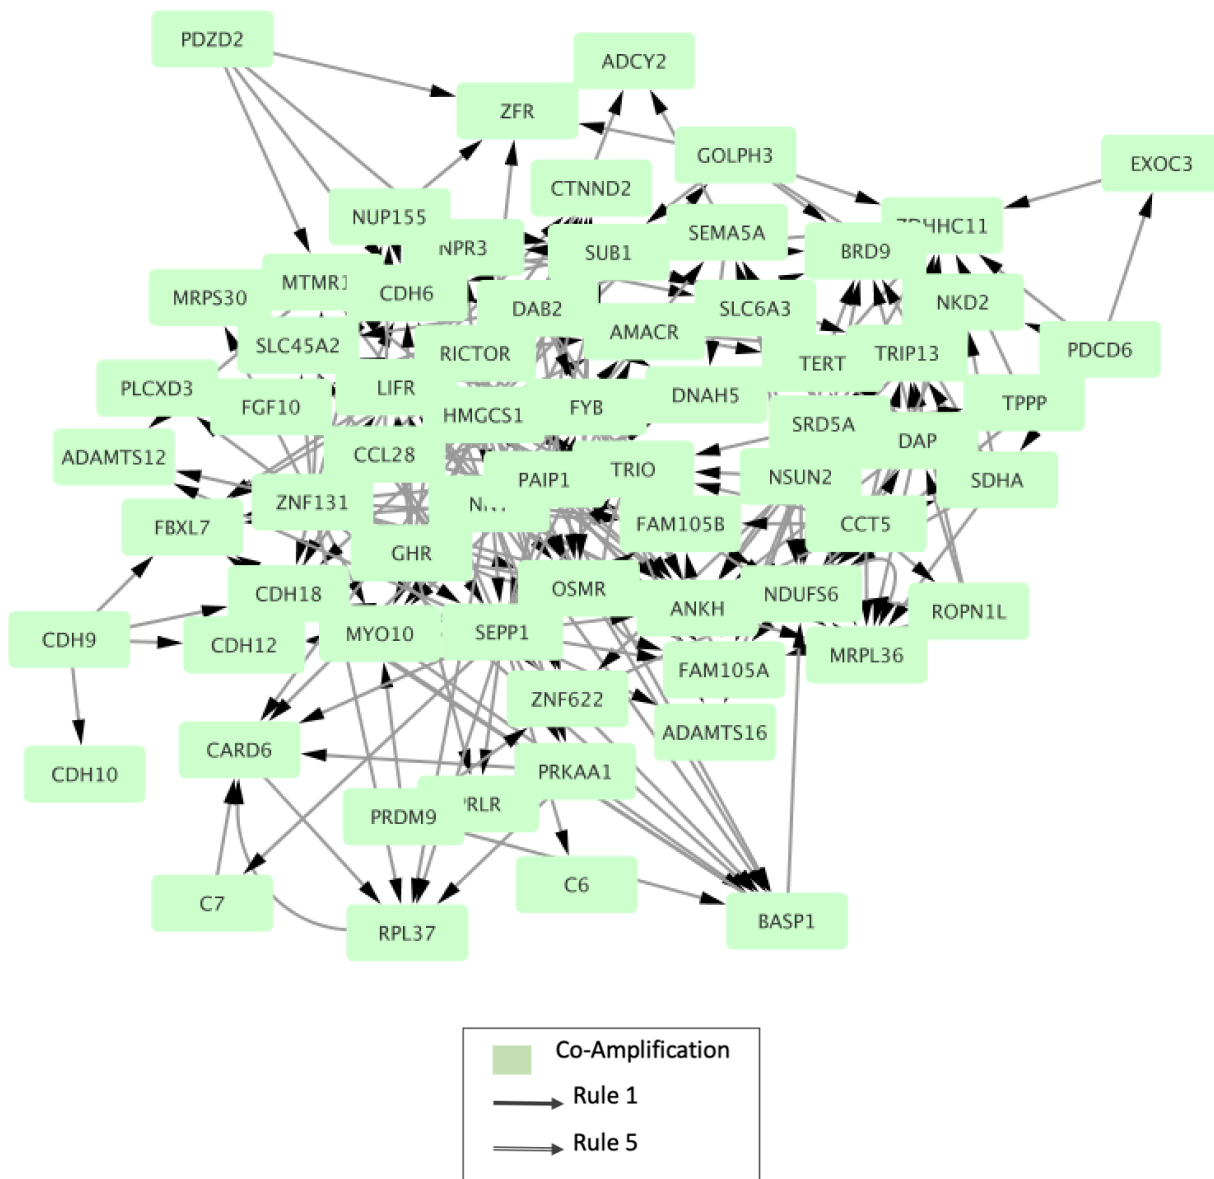 PDZD2
ADCY2
ZFR
GOLPH3
EXOC3
CTNND2
NUP155
SEMA5A
NPR3
SUB1
BRD9
MTMR1
CDH6
MRPS30
DAB2
SLC6A3
NKD2
AMACR
SLC45A2
RICTOR
TERT
TRIP13
PDCD6
PLCXD3
LIFR
DNAH5
FGF10
HMGCS1
FYB
TPPP
SRD5A
DAP
ADAMTS12
CCL28
TRIO
PAIP1
NSUN2
SDHA
ZNF131
FBXL7
FAM105B
CCT5
GHR
OSMR
CDH18
NDUFS6
ANKH
ROPN1L
CDH9
CDH12
MYO10
SEPP1
MRPL36
FAM105A
ZNF622
ADAMTS16
CARD6
CDH10
PRKAA1
PRDM9
C6
C7
BASP1
RPL37
Co-Amplification
Rule 1
Rule 5